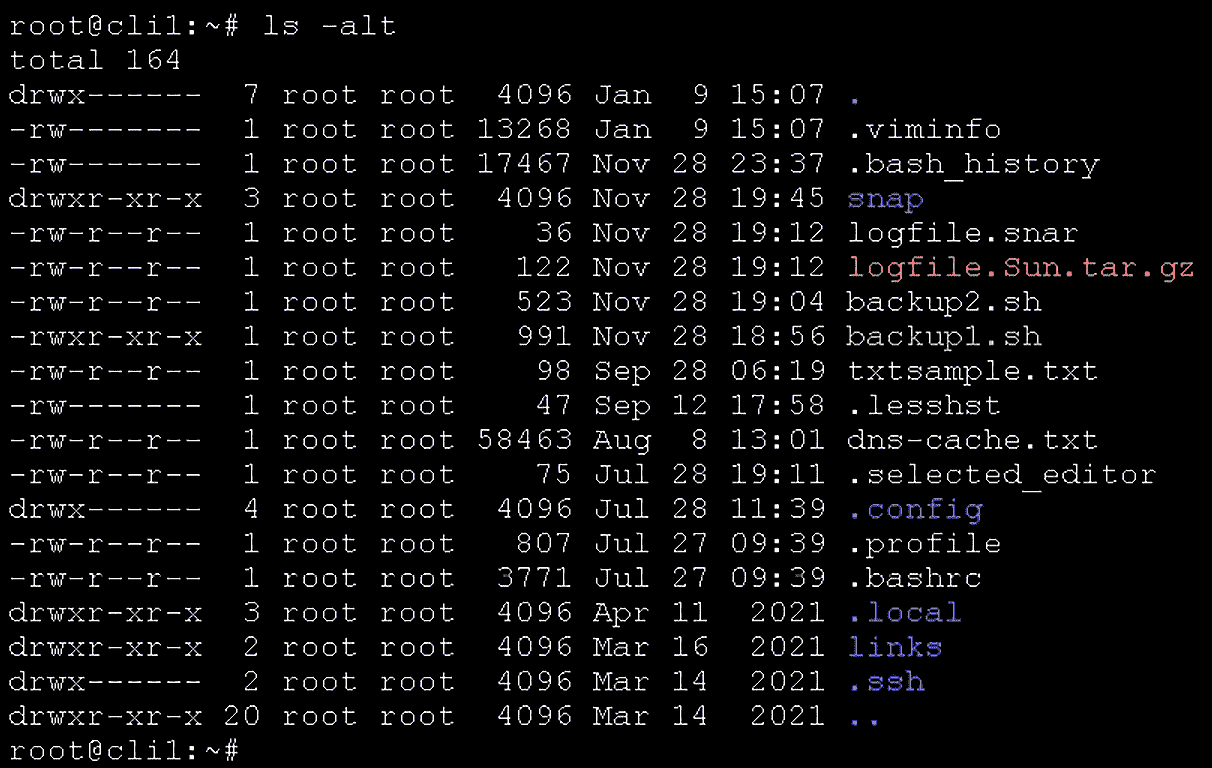 root@cli1:~# ls -alt
total 164
drwx------  7 root root  4096 Jan  9 15:07 .
-rw-------  1 root root 13268 Jan  9 15:07 .viminfo
-rw-------  1 root root 17467 Nov 28 23:37 .bash_history
drwxr-xr-x  3 root root  4096 Nov 28 19:45 snap
-rw-r--r--  1 root root    36 Nov 28 19:12 logfile.snar
-rw-r--r--  1 root root   122 Nov 28 19:12 logfile.Sun.tar.gz
-rw-r--r--  1 root root   523 Nov 28 19:04 backup2.sh
-rwxr-xr-x  1 root root   991 Nov 28 18:56 backup1.sh
-rw-r--r--  1 root root    98 Sep 28 06:19 txtsample.txt
-rw-------  1 root root    47 Sep 12 17:58 .lesshst
-rw-r--r--  1 root root 58463 Aug  8 13:01 dns-cache.txt
-rw-r--r--  1 root root    75 Jul 28 19:11 .selected_editor
drwx------  4 root root  4096 Jul 28 11:39 .config
-rw-r--r--  1 root root   807 Jul 27 09:39 .profile
-rw-r--r--  1 root root  3771 Jul 27 09:39 .bashrc
drwxr-xr-x  3 root root  4096 Apr 11  2021 .local
drwxr-xr-x  2 root root  4096 Mar 16  2021 links
drwx------  2 root root  4096 Mar 14  2021 .ssh
drwxr-xr-x 20 root root  4096 Mar 14  2021 ..
root@cli1:~#